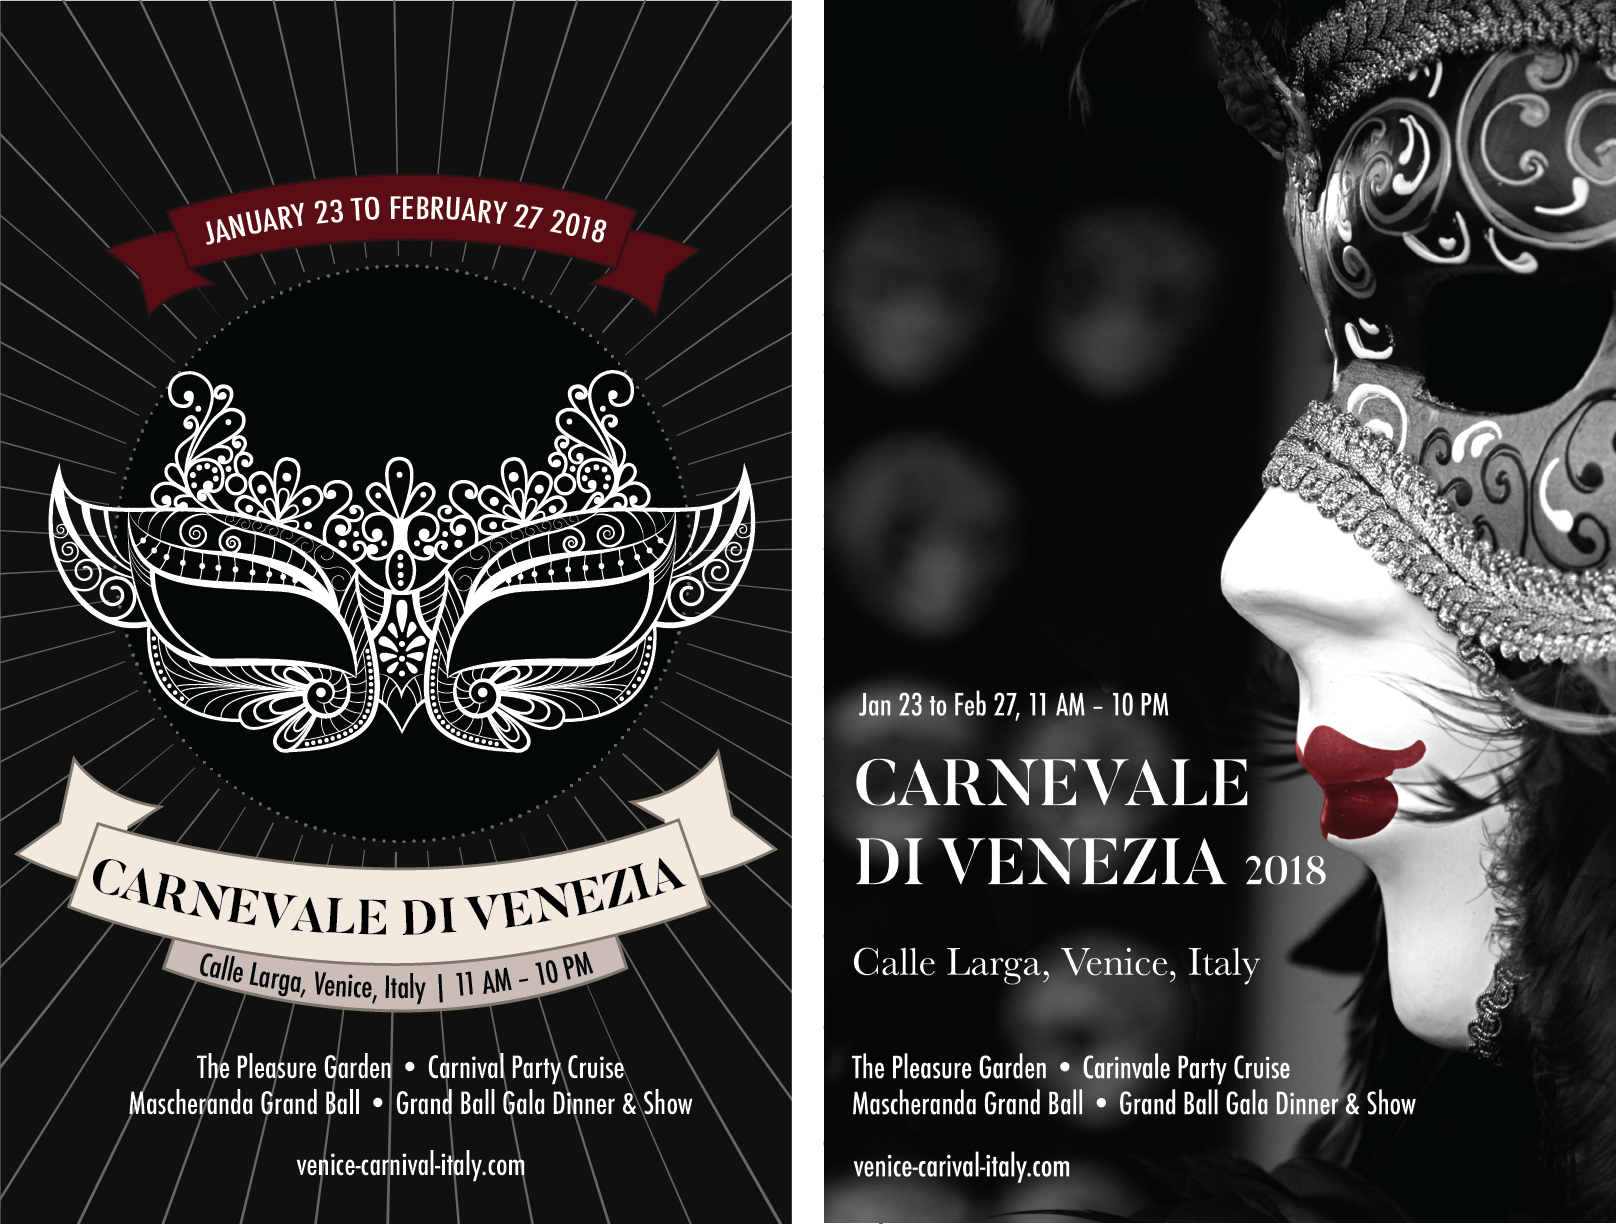 JANUARY 23 TO FEBRUARY 27 2018
CARNEVALE DI VENEZIA
Calle Larga, Venice, Italy | 11 AM – 10 PM
The Pleasure Garden • Carnival Party Cruise
Mascheranda Grand Ball • Grand Ball Gala Dinner & Show
venice-carnival-italy.com
Jan 23 to Feb 27, 11 AM – 10 PM
CARNEVALE
DI VENEZIA 2018
Calle Larga, Venice, Italy
The Pleasure Garden • Carinvale Party Cruise
Mascheranda Grand Ball • Grand Ball Gala Dinner & Show
venice-carival-italy.com